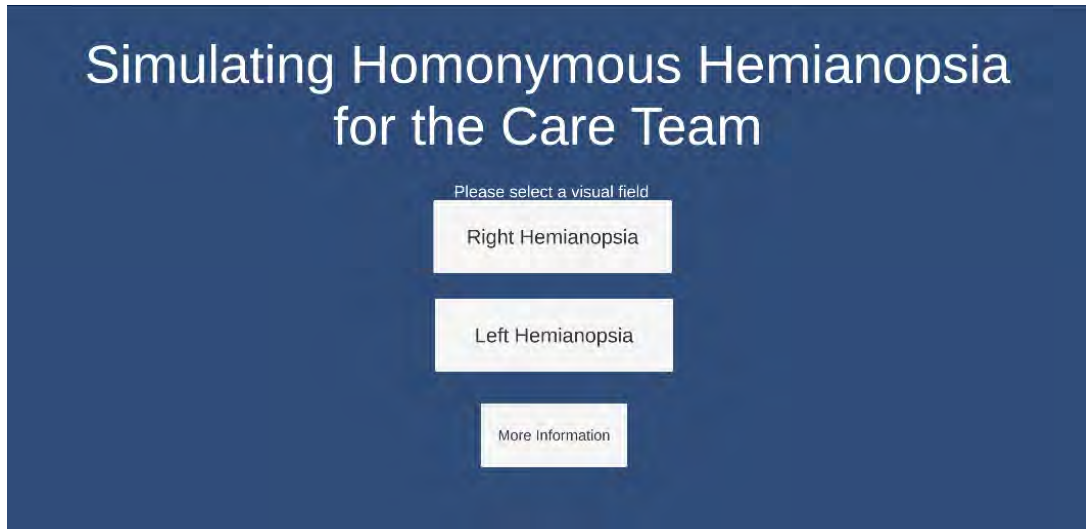 Simulating Homonymous Hemianopsia
for the Care Team
Please select a visual field
Right Hemianopsia
Left Hemianopsia
More Information